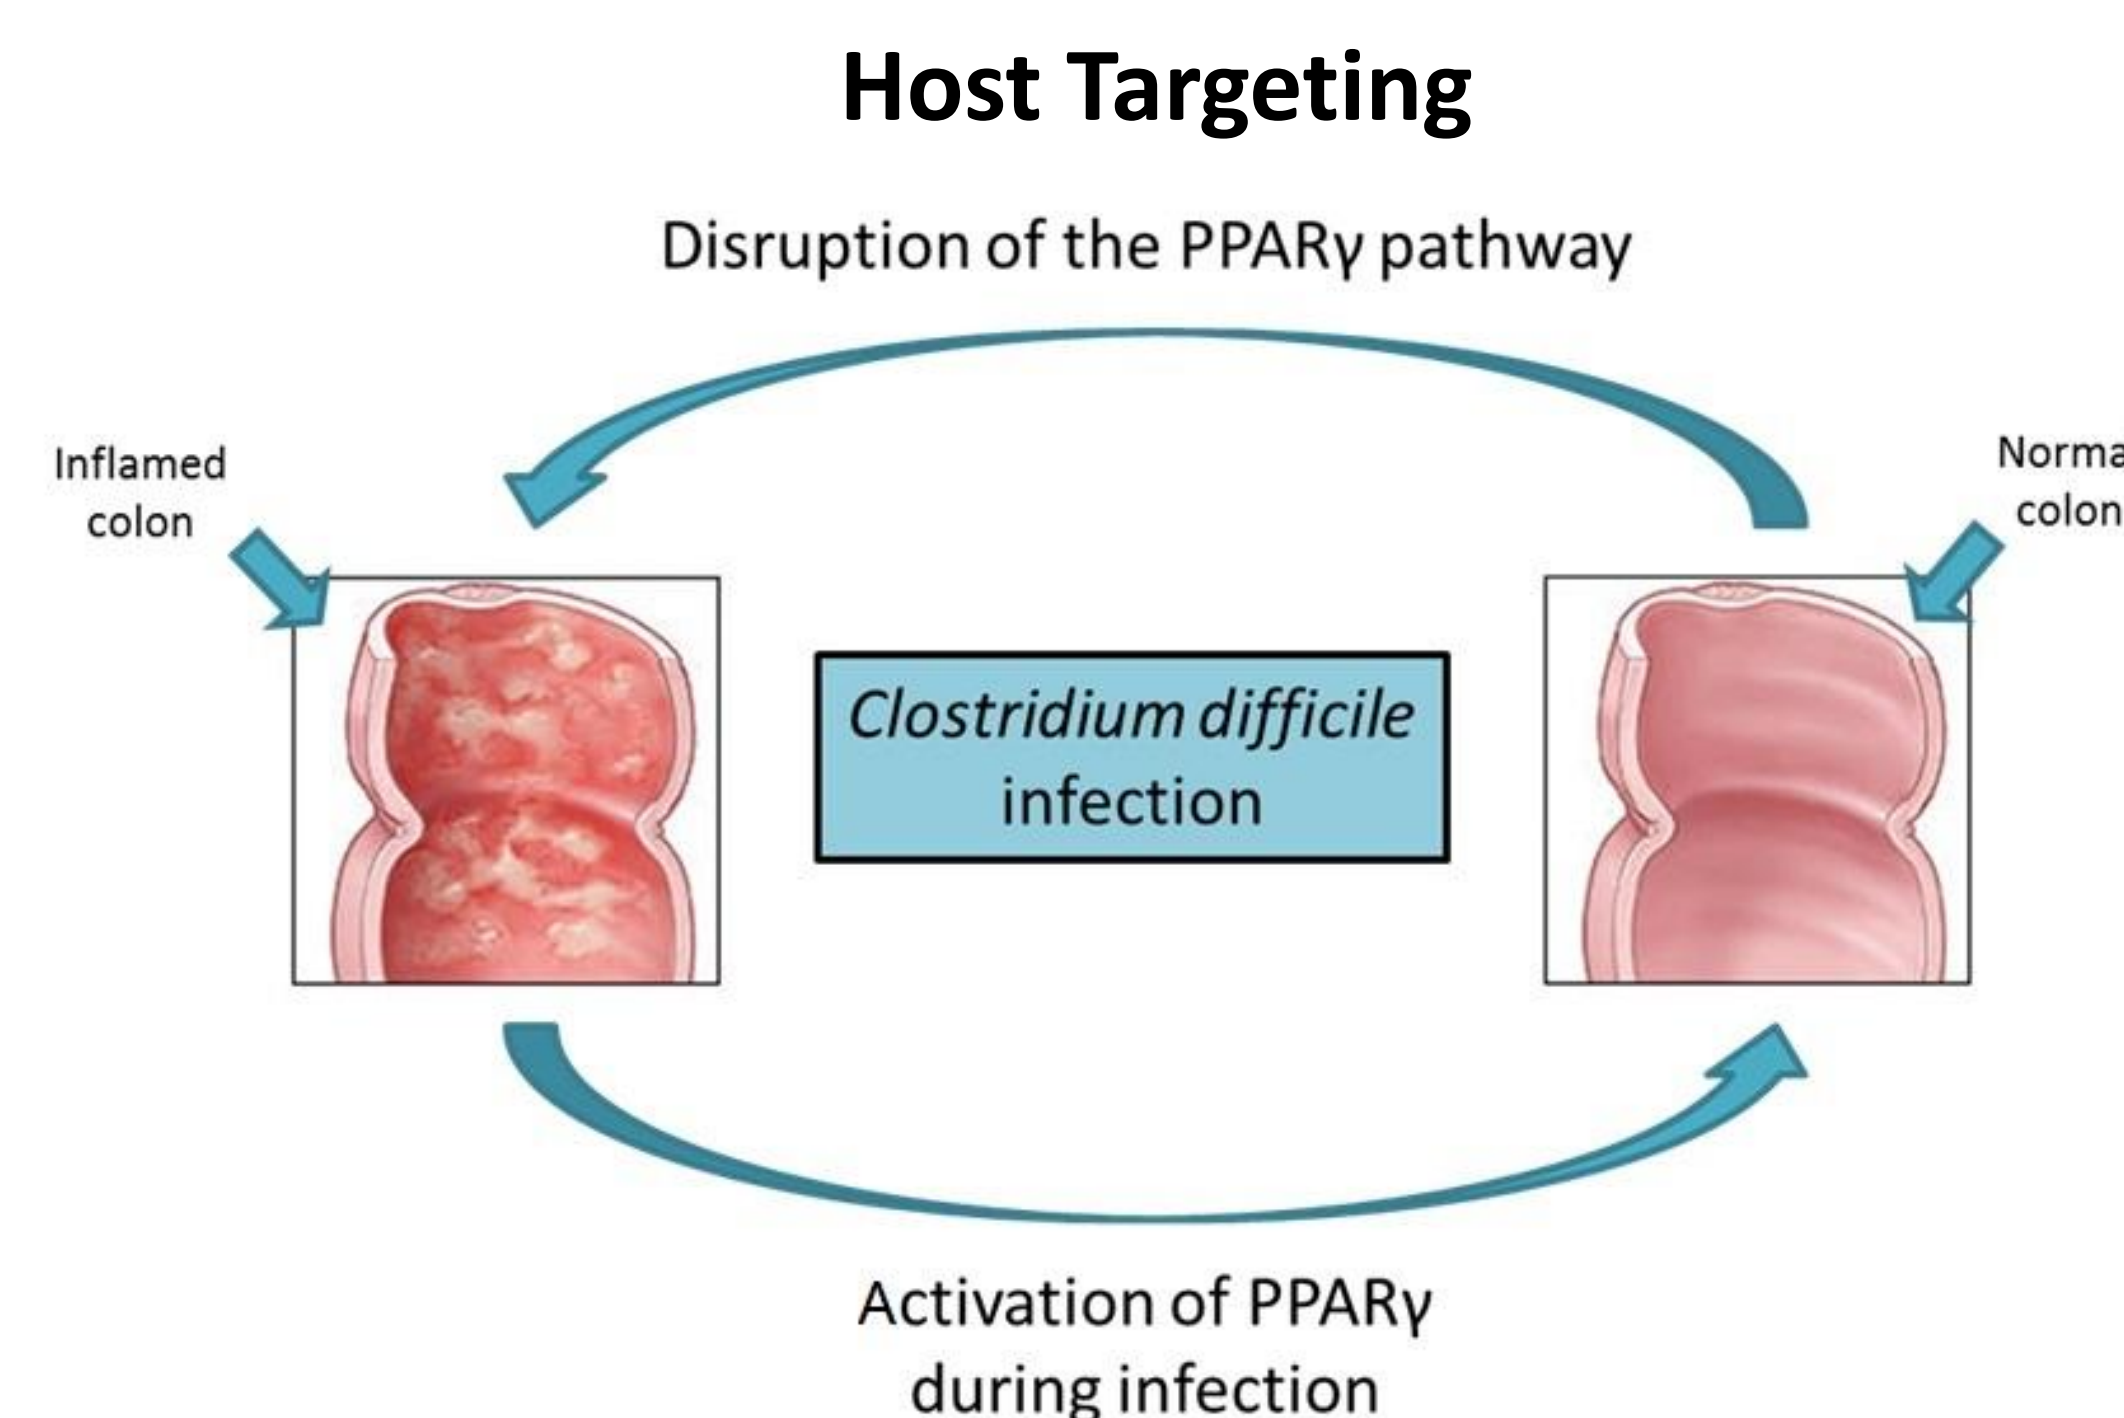 Host Targeting
Disruption of the PPARγ pathway
Inflamed
colon
Norma
colon
Clostridium difficile
infection
Activation of PPARγ
during infection